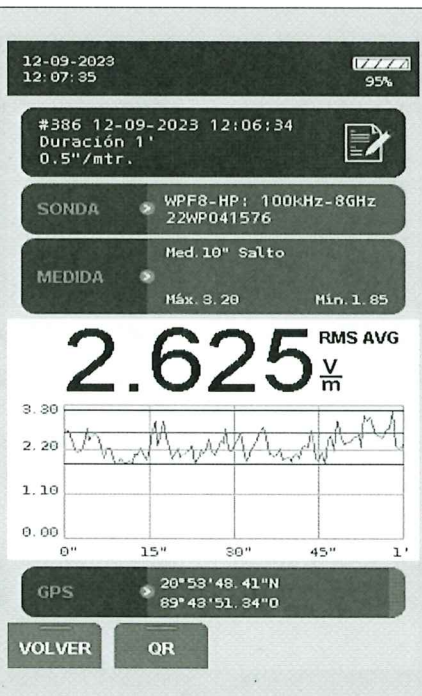 12-09-2023
12:07:35
95%
#386 12-09-2023 12:06:34
Duración 1'
0.5"/mtr.
SONDA
WPF8-HP: 100kHz-8GHz
22WP041576
MEDIDA
Med.10" Salto
Máx.3.20 Mín.1.85
2.625 RMS AVG
V/m
3.30
2.20
1.10
0.00
0" 15" 30" 45" 1'
GPS
20°53'48.41"N
89°43'51.34"O
VOLVER QR